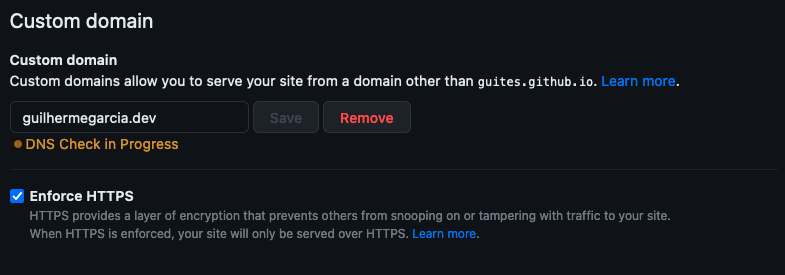 Custom domain
Custom domain
Custom domains allow you to serve your site from a domain other than guites.github.io. Learn more.
guilhermegarcia.dev Save Remove
DNS Check in Progress
Enforce HTTPS
HTTPS provides a layer of encryption that prevents others from snooping on or tampering with traffic to your site.
When HTTPS is enforced, your site will only be served over HTTPS. Learn more.